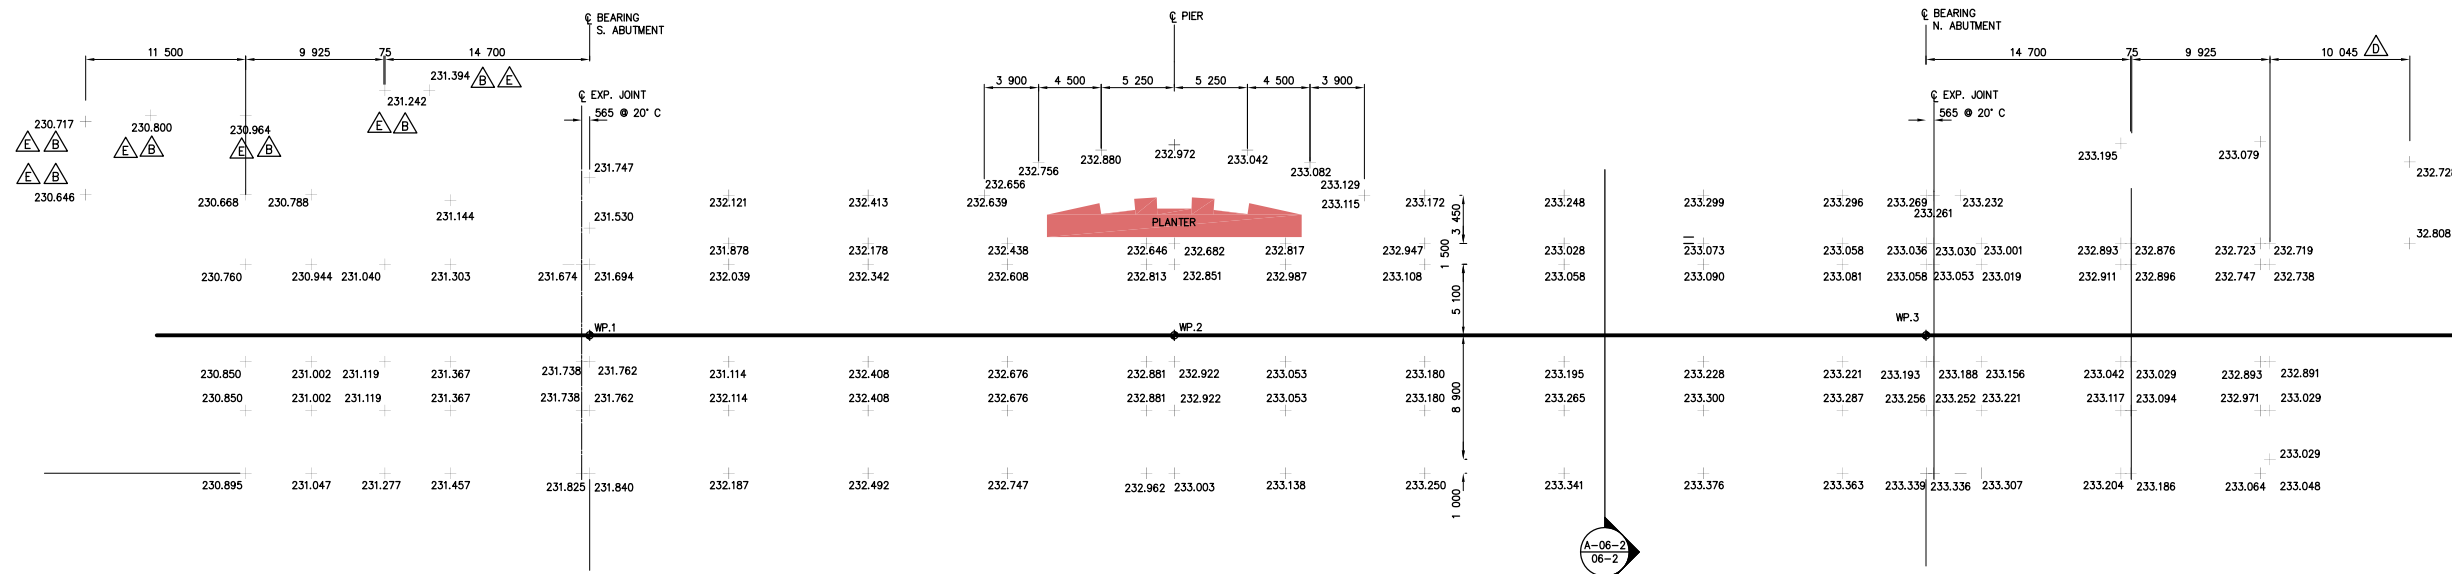 ℄ BEARING
S. ABUTMENT
℄ PIER
℄ BEARING
N. ABUTMENT
11 500 9 925 75 14 700
14 700 75 9 925 10 045 D
231.394 B E
3 900 4 500 5 250 5 250 4 500 3 900
231.242
℄ EXP. JOINT
565 @ 20° C
℄ EXP. JOINT
565 @ 20° C
230.717 230.800 230.964
E B
E B
E B
E B
E B
231.747
232.756 232.880 232.972 233.042 233.082
233.195 233.079
232.656 233.129
230.646 230.668 230.788 231.144 231.530 232.121 232.413 232.639 233.115 233.172 233.248 233.299 233.296 233.269 233.261 233.232
3 450
PLANTER
231.878 232.178 232.438 232.646 232.682 232.817 232.947 233.028 233.073 233.058 233.036 233.030 233.001 232.893 232.876 232.723 232.719
32.808
1 500
230.760 230.944 231.040 231.303 231.674 231.694 232.039 232.342 232.608 232.813 232.851 232.987 233.108 233.058 233.090 233.081 233.058 233.053 233.019 232.911 232.896 232.747 232.738
5 100
WP.1 WP.2 WP.3
230.850 231.002 231.119 231.367 231.738 231.762 231.114 232.408 232.676 232.881 232.922 233.053 233.180 233.195 233.228 233.221 233.193 233.188 233.156 233.042 233.029 232.893 232.891
230.850 231.002 231.119 231.367 231.738 231.762 232.114 232.408 232.676 232.881 232.922 233.053 233.180 233.265 233.300 233.287 233.256 233.252 233.221 233.117 233.094 232.971 233.029
8 900
233.029
230.895 231.047 231.277 231.457 231.825 231.840 232.187 232.492 232.747 232.962 233.003 233.138 233.250 233.341 233.376 233.363 233.339 233.336 233.307 233.204 233.186 233.064 233.048
1 000
A-06-2
06-2